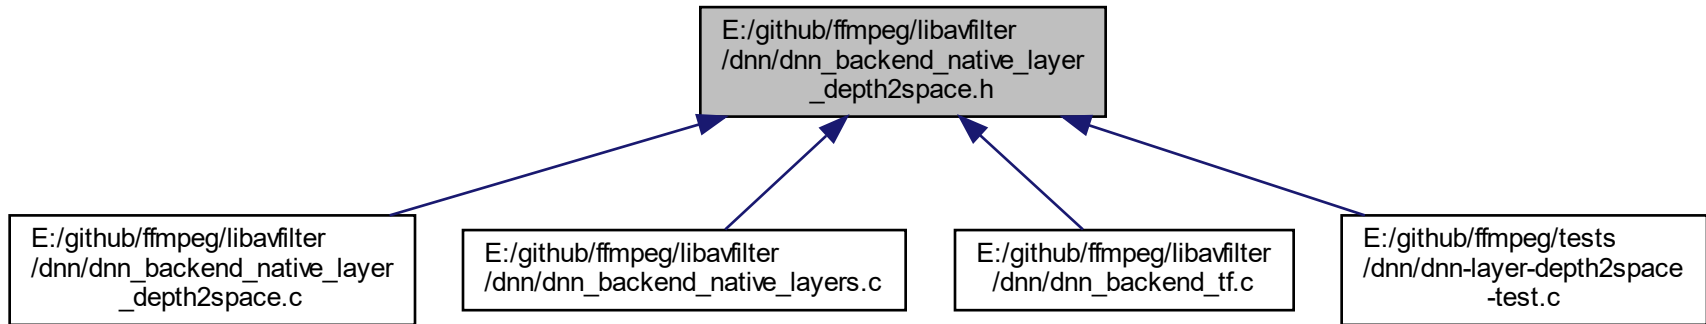 E:/github/ffmpeg/libavfilter
/dnn/dnn_backend_native_layer
_depth2space.h
E:/github/ffmpeg/libavfilter
/dnn/dnn_backend_native_layer
_depth2space.c
E:/github/ffmpeg/libavfilter
/dnn/dnn_backend_native_layers.c
E:/github/ffmpeg/libavfilter
/dnn/dnn_backend_tf.c
E:/github/ffmpeg/tests
/dnn/dnn-layer-depth2space
-test.c